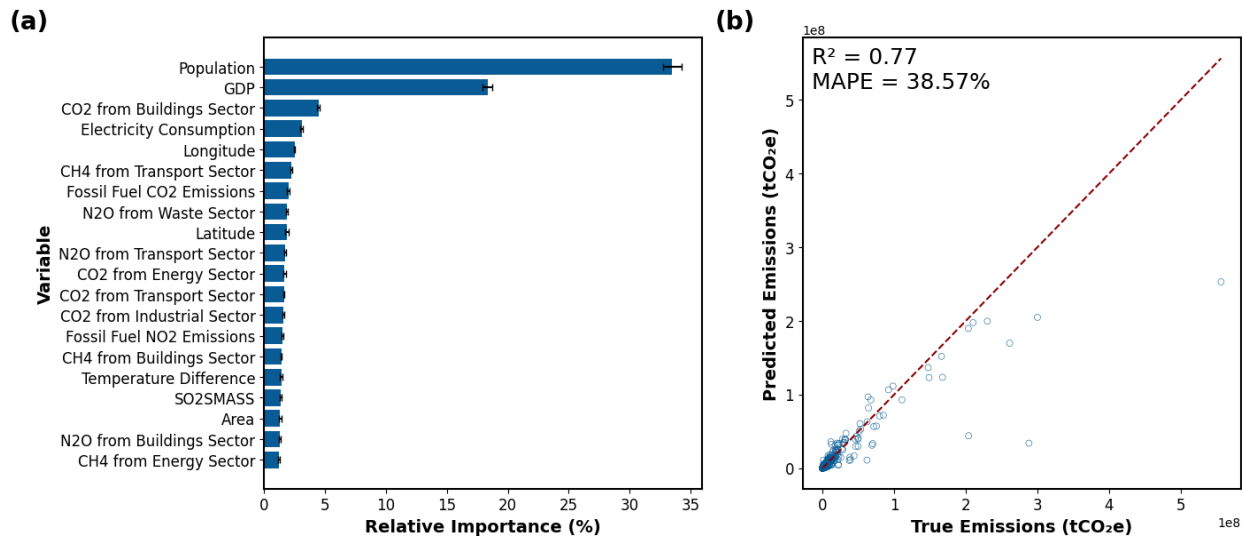 (a)
Variable
Population
GDP
CO2 from Buildings Sector
Electricity Consumption
Longitude
CH4 from Transport Sector
Fossil Fuel CO2 Emissions
N2O from Waste Sector
Latitude
N2O from Transport Sector
CO2 from Energy Sector
CO2 from Transport Sector
CO2 from Industrial Sector
Fossil Fuel NO2 Emissions
CH4 from Buildings Sector
Temperature Difference
SO2SMASS
Area
N2O from Buildings Sector
CH4 from Energy Sector
0 5 10 15 20 25 30 35
Relative Importance (%)
(b)
1e8
R² = 0.77
MAPE = 38.57%
Predicted Emissions (tCO₂e)
5
4
3
2
1
0
0 1 2 3 4 5
1e8
True Emissions (tCO₂e)